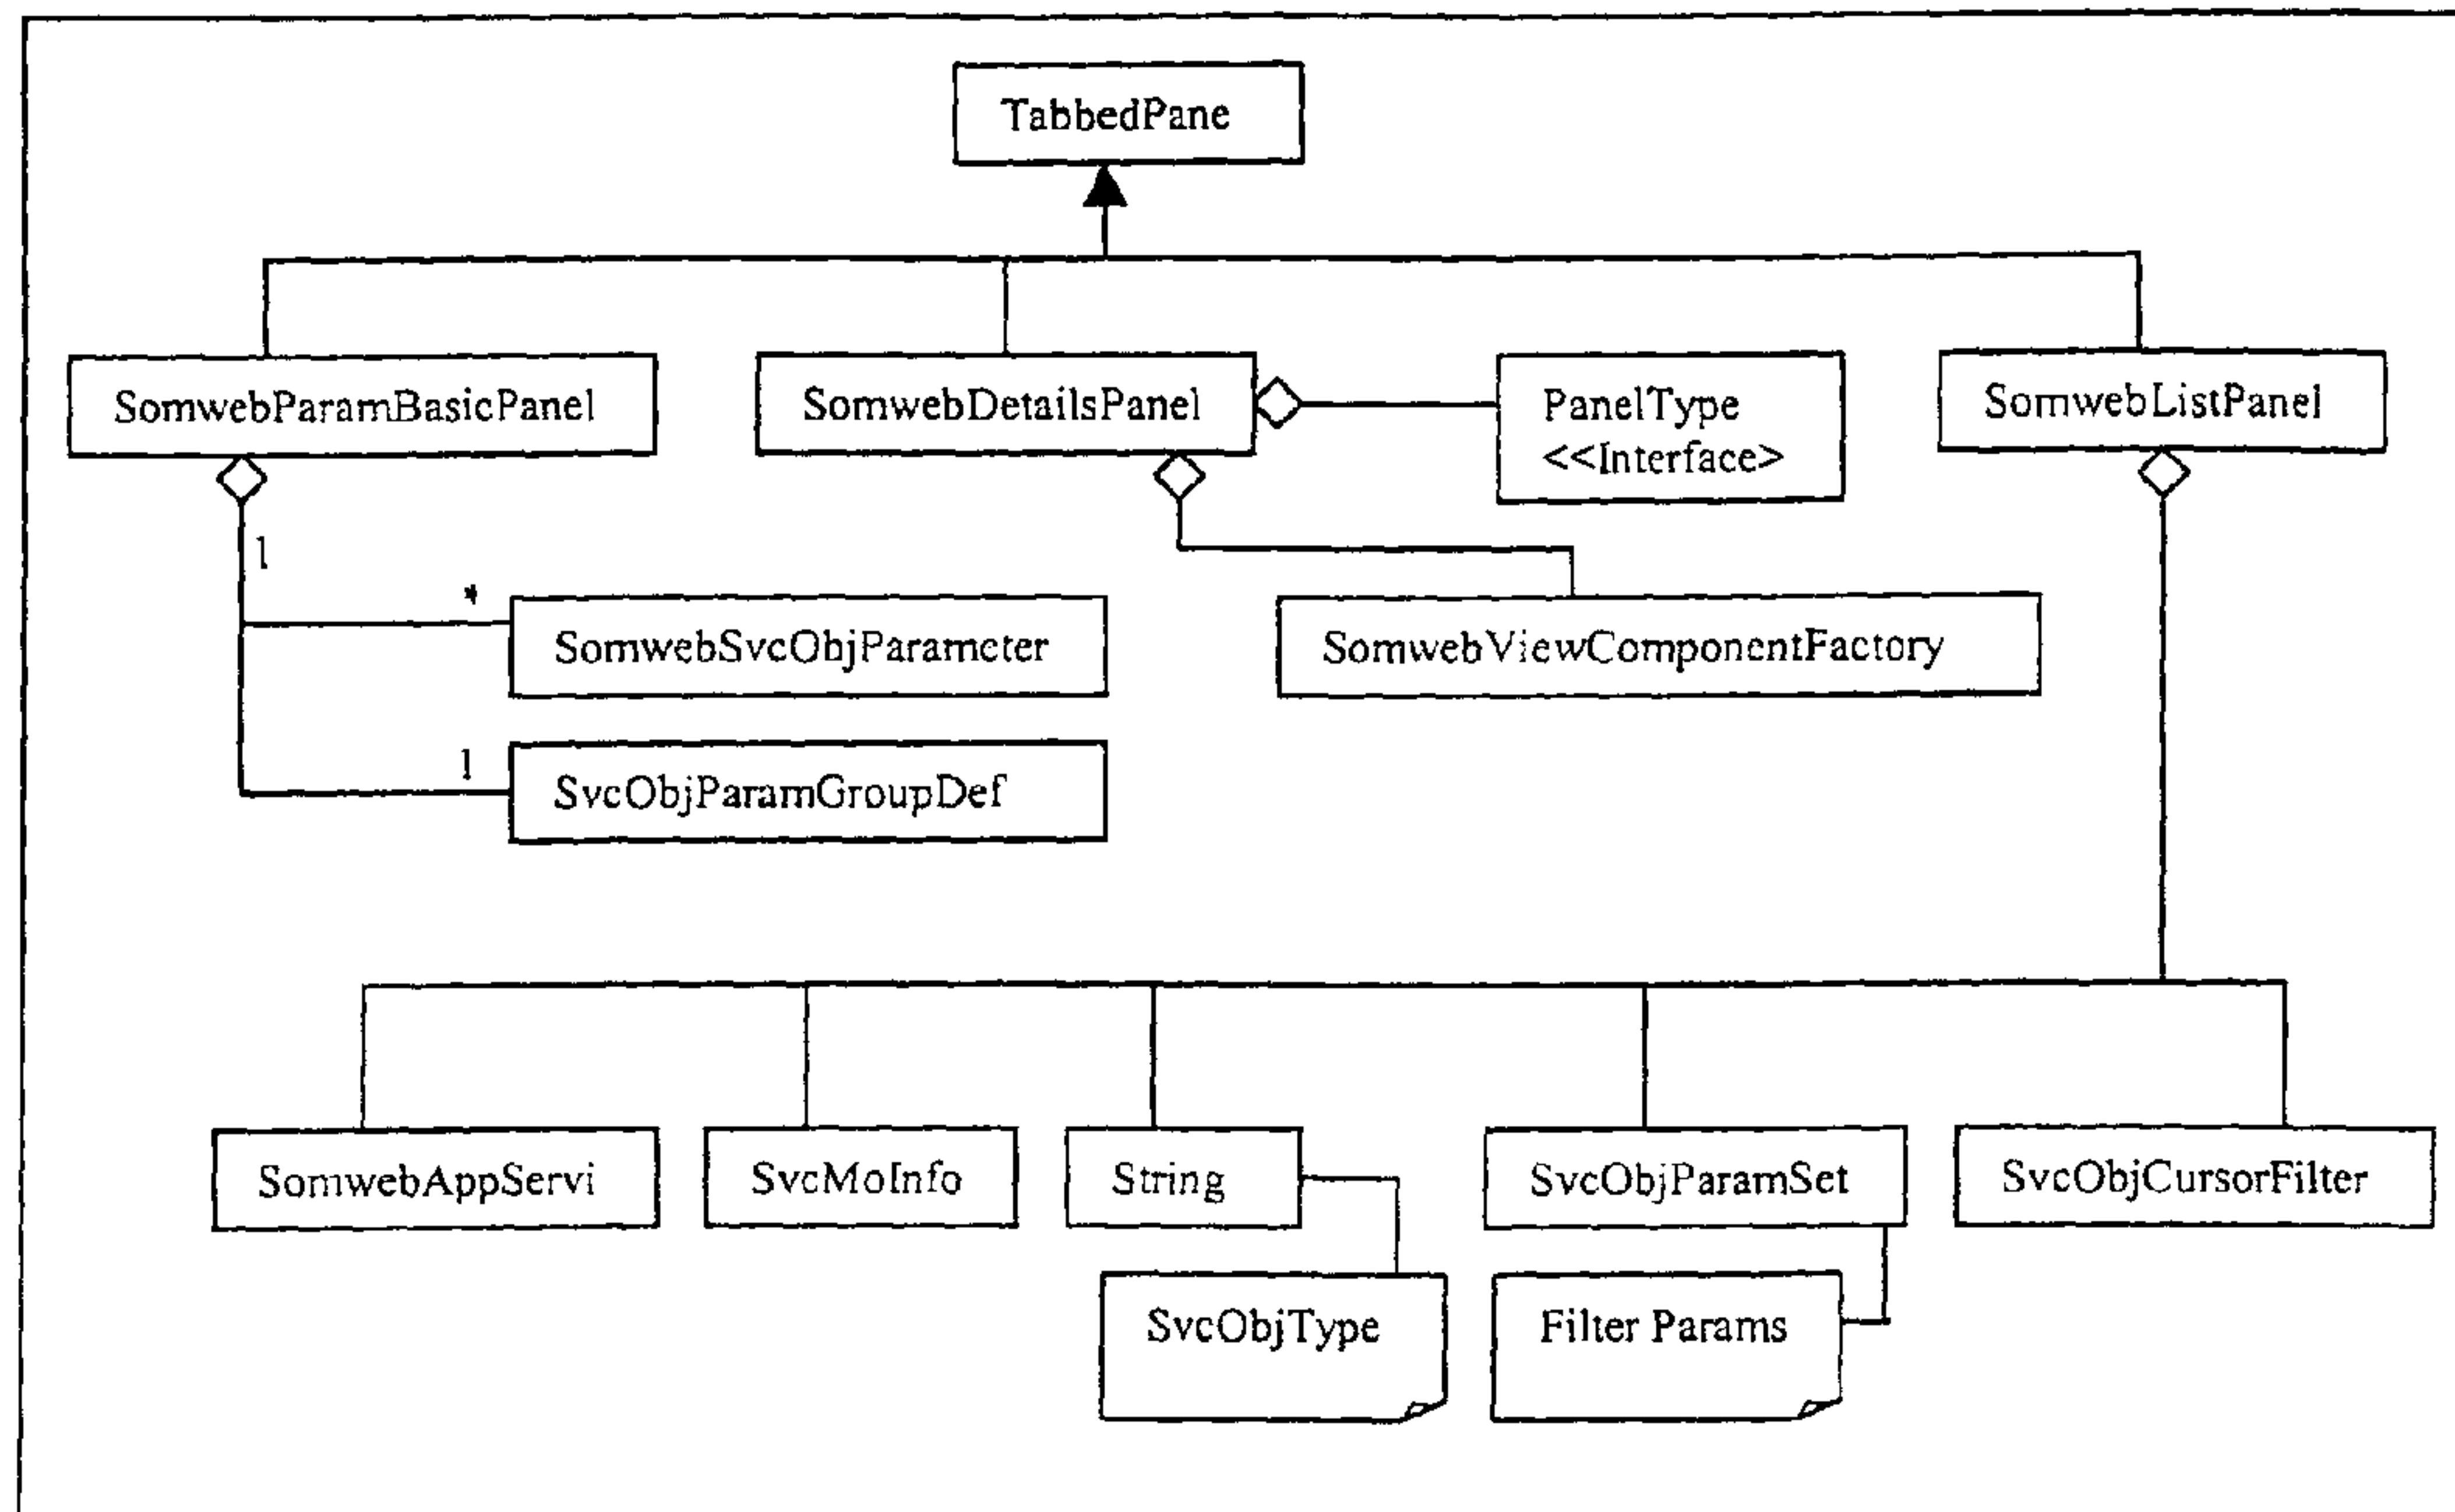 TabbedPane
SomwebParamBasicPanel
SomwebDetailsPanel
PanelType
<<Interface>
SomwebListPanel
1
*
SomwebSvcObjParameter
SomwebViewComponentFactory
1
SvcObjParamGroupDef
SomwebAppServi
SvcMoInfo
String
SvcObjParamSet
SvcObjCursorFilter
SvcObjType
Filter Params